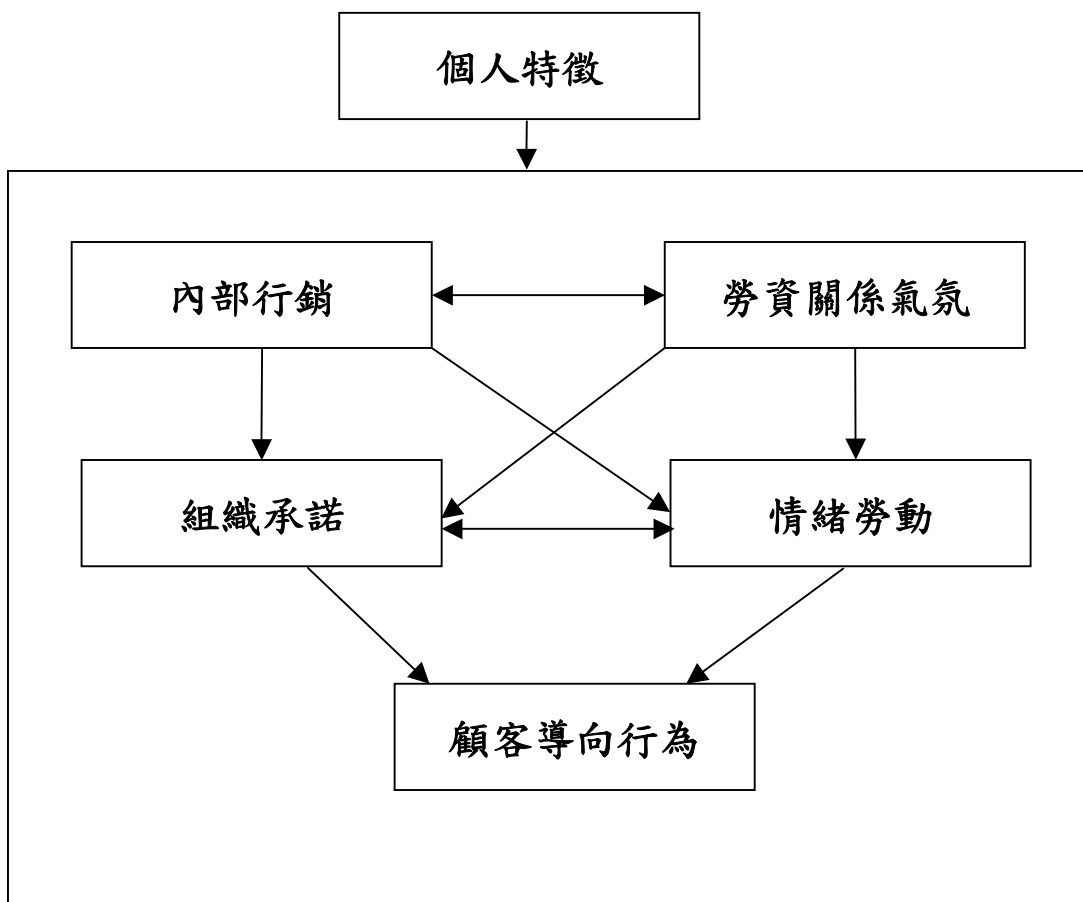 個人特徵
內部行銷
勞資關係氣氛
組織承諾
情緒勞動
顧客導向行為